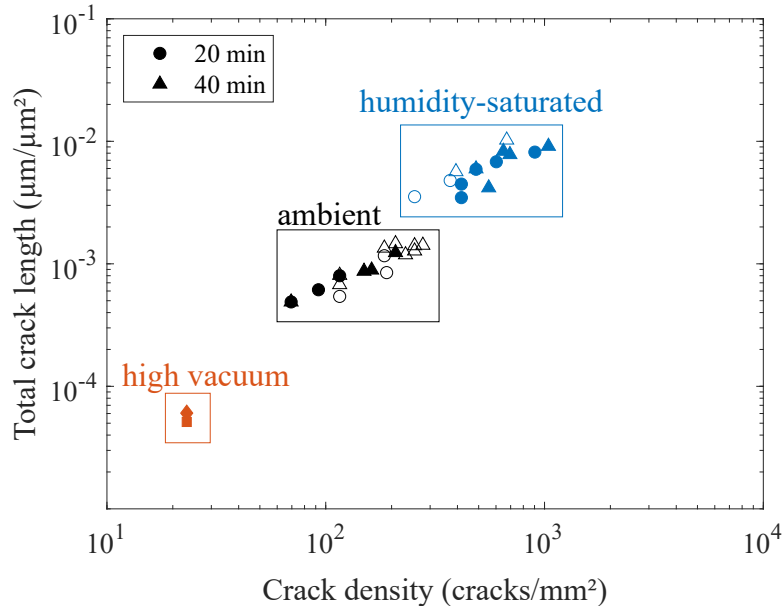 10⁻¹
20 min
40 min
humidity-saturated
10⁻²
ambient
10⁻³
high vacuum
10⁻⁴
Total crack length (μm/μm²)
10¹
10²
10³
10⁴
Crack density (cracks/mm²)